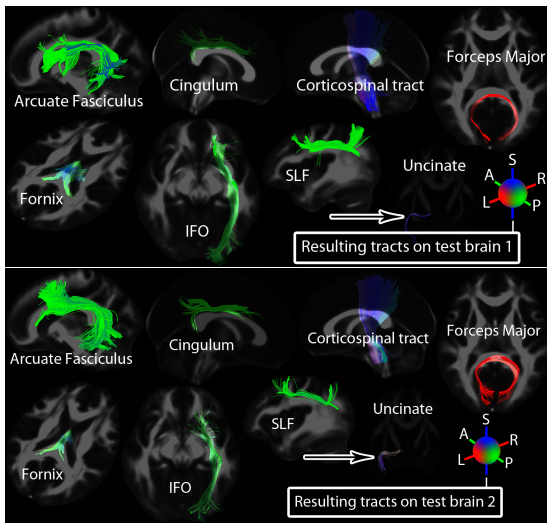 Arcuate Fasciculus
Cingulum
Corticospinal tract
Forceps Major
Fornix
IFO
SLF
Uncinate
S
A
R
L
P
I
Resulting tracts on test brain 1
Arcuate Fasciculus
Cingulum
Corticospinal tract
Forceps Major
Fornix
IFO
SLF
Uncinate
S
A
R
L
P
I
Resulting tracts on test brain 2